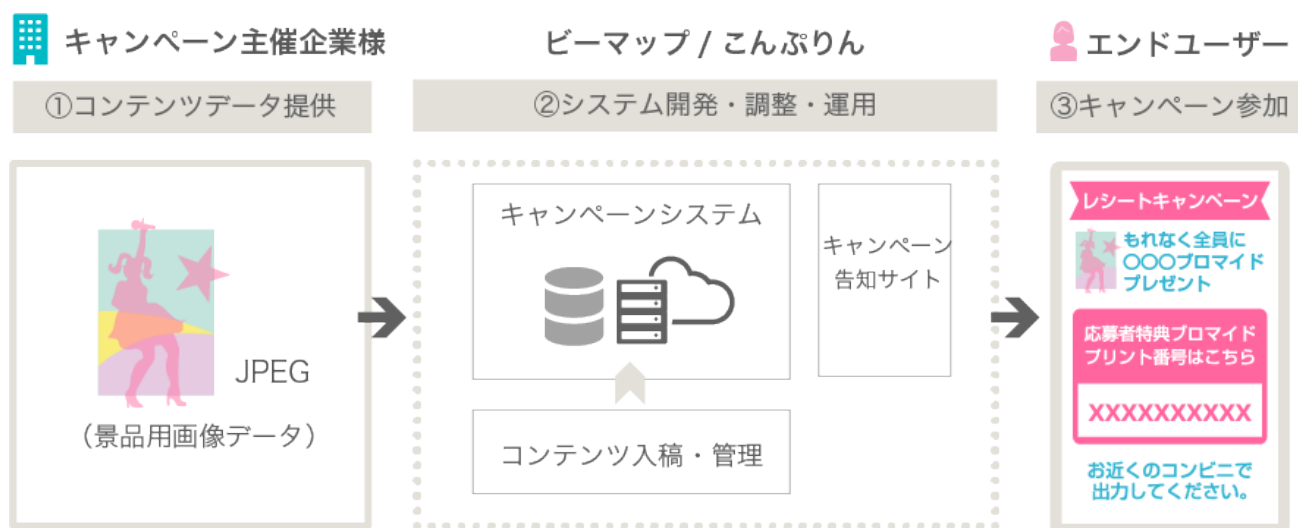 キャンペーン主催企業様
①コンテンツデータ提供
JPEG
（景品用画像データ）
ビーマップ / こんぷりん
②システム開発・調整・運用
キャンペーンシステム
コンテンツ入稿・管理
キャンペーン
告知サイト
エンドユーザー
③キャンペーン参加
レシートキャンペーン
もれなく全員に
〇〇〇ブロマイド
プレゼント
応募者特典ブロマイド
プリント番号はこちら
XXXXXXXXXX
お近くのコンビニで
出力してください。